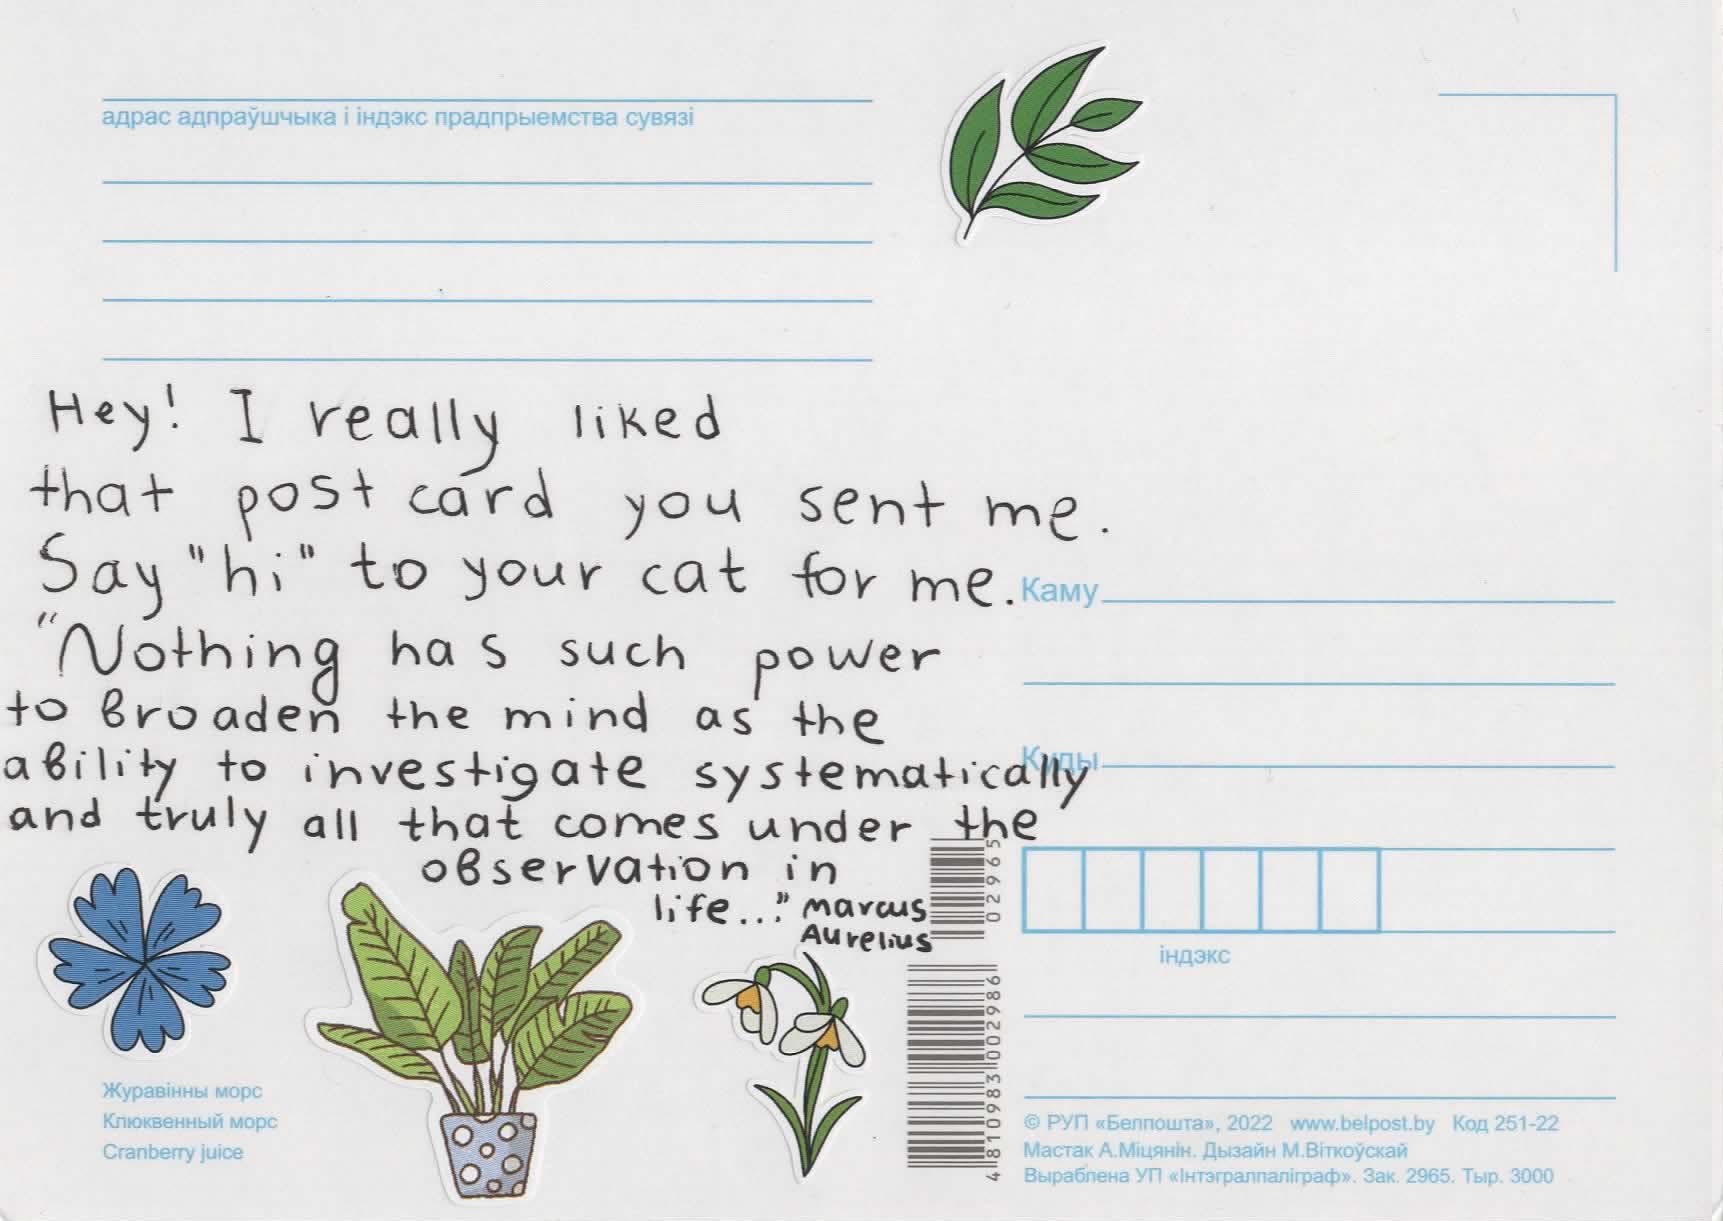 адрас адпраўшчыка і індэкс прадпрыемства сувязі
Hey! I really liked
that post card you sent me.
Say "hi" to your cat for me.
"Nothing has such power
to broaden the mind as the
ability to investigate systematically
and truly all that comes under the
observation in
life..." Marcus
Aurelius
Каму
Куды
02965
4810983002986
індэкс
Журавінны морс
Клюквенный морс
Cranberry juice
© РУП «Белпошта», 2022 www.belpost.by Код 251-22
Мастак А.Міцянін. Дызайн М.Віткоўскай
Выраблена УП «Інтэгралпаліграф». Зак. 2965. Тыр. 3000